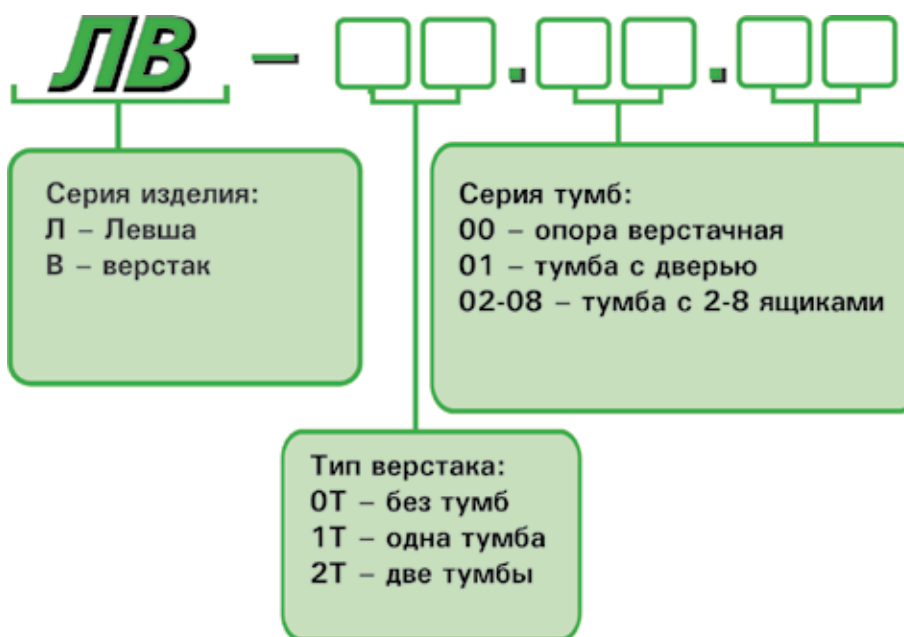 ЛВ – .  .
Серия изделия:
Л – Левша
В – верстак
Серия тумб:
00 – опора верстачная
01 – тумба с дверью
02-08 – тумба с 2-8 ящиками
Тип верстака:
0Т – без тумб
1Т – одна тумба
2Т – две тумбы